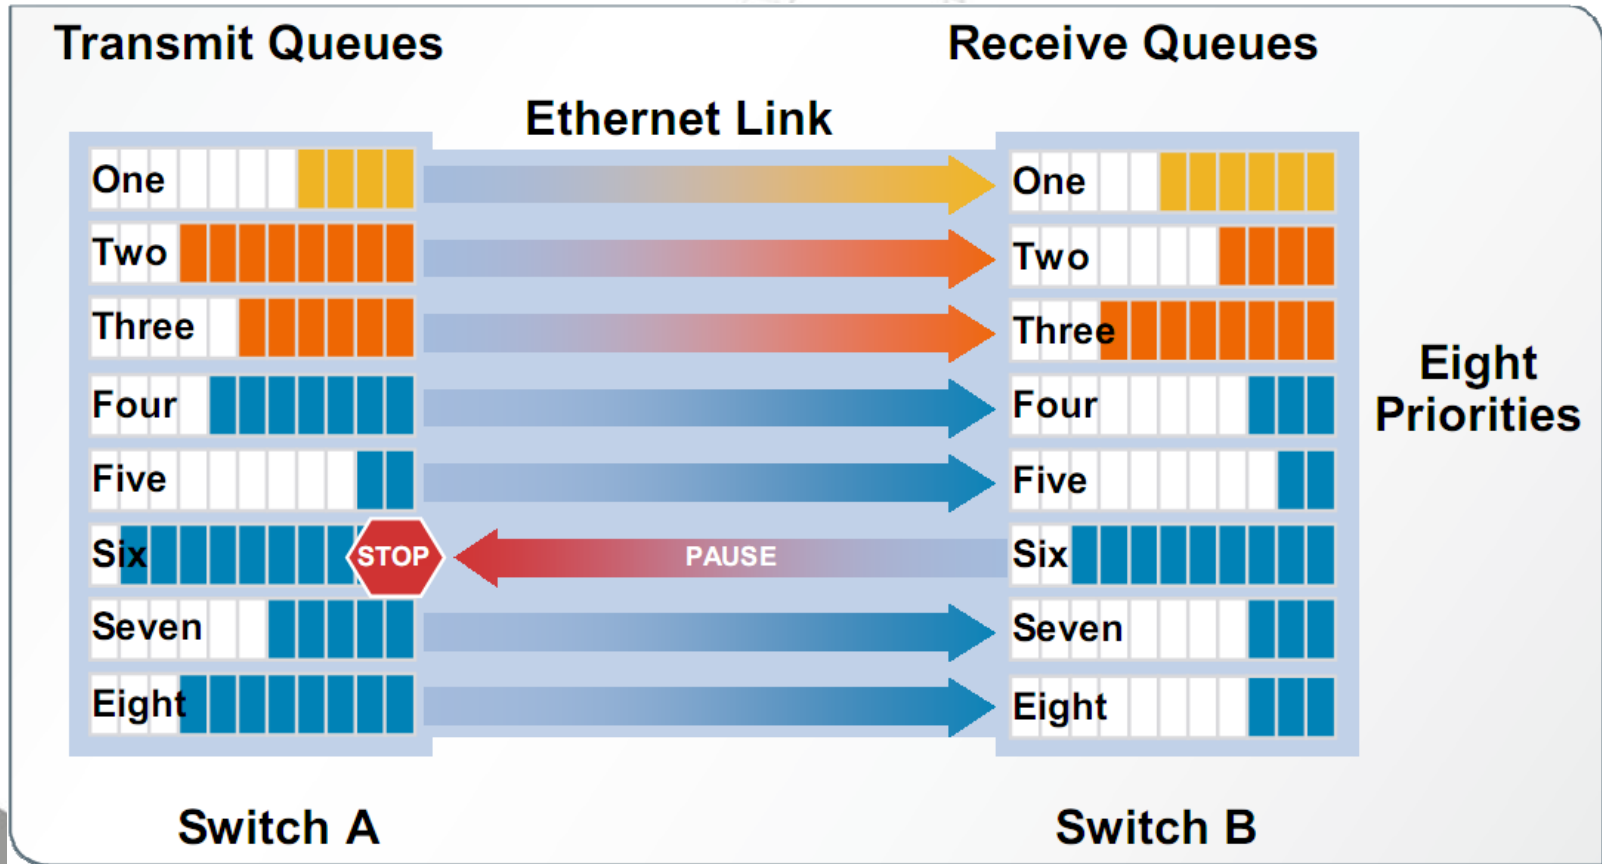 Transmit Queues
Receive Queues
Ethernet Link
One
Two
Three
Four
Five
Six
Seven
Eight
STOP
PAUSE
One
Two
Three
Four
Five
Six
Seven
Eight
Eight
Priorities
Switch A
Switch B